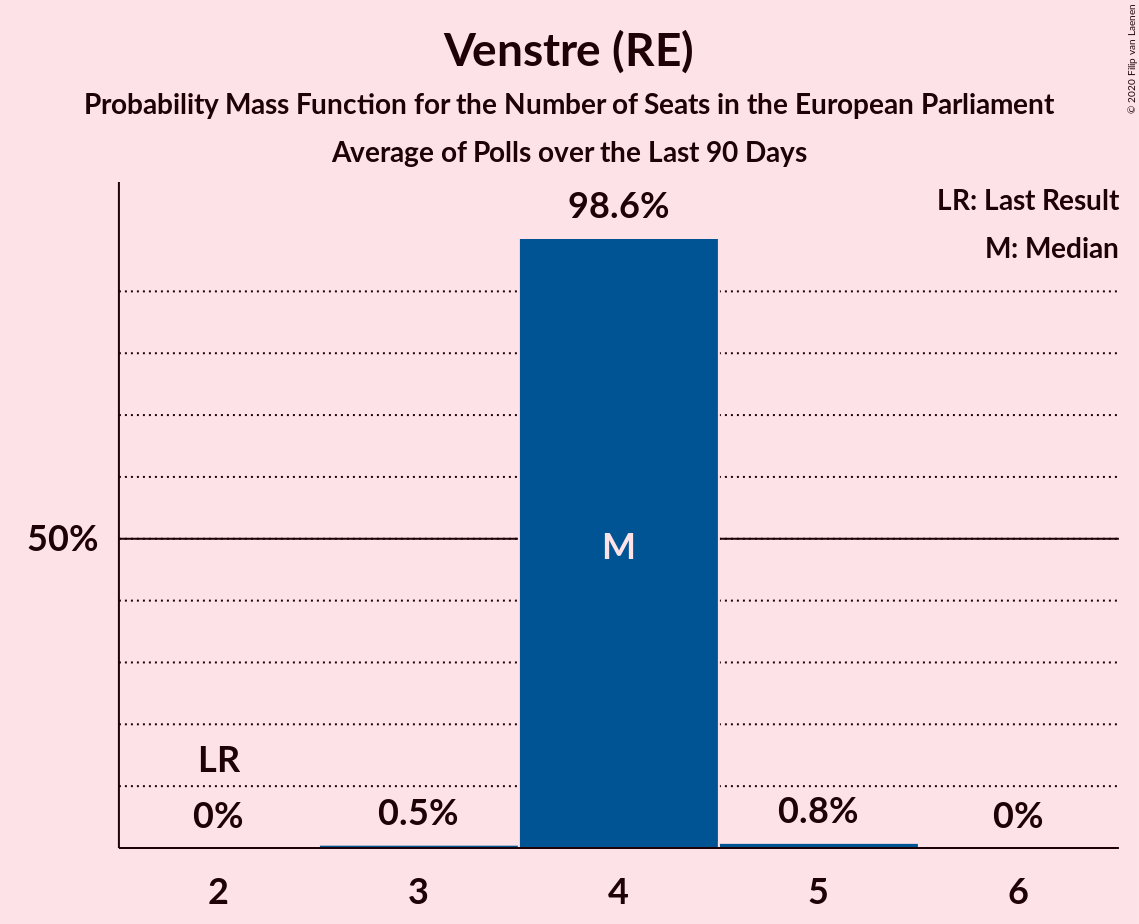 Venstre (RE)
Probability Mass Function for the Number of Seats in the European Parliament
Average of Polls over the Last 90 Days
© 2020 Filip van Laenen
LR: Last Result
M: Median
98.6%
50%
M
LR
0%
0.5%
0.8%
0%
2 3 4 5 6